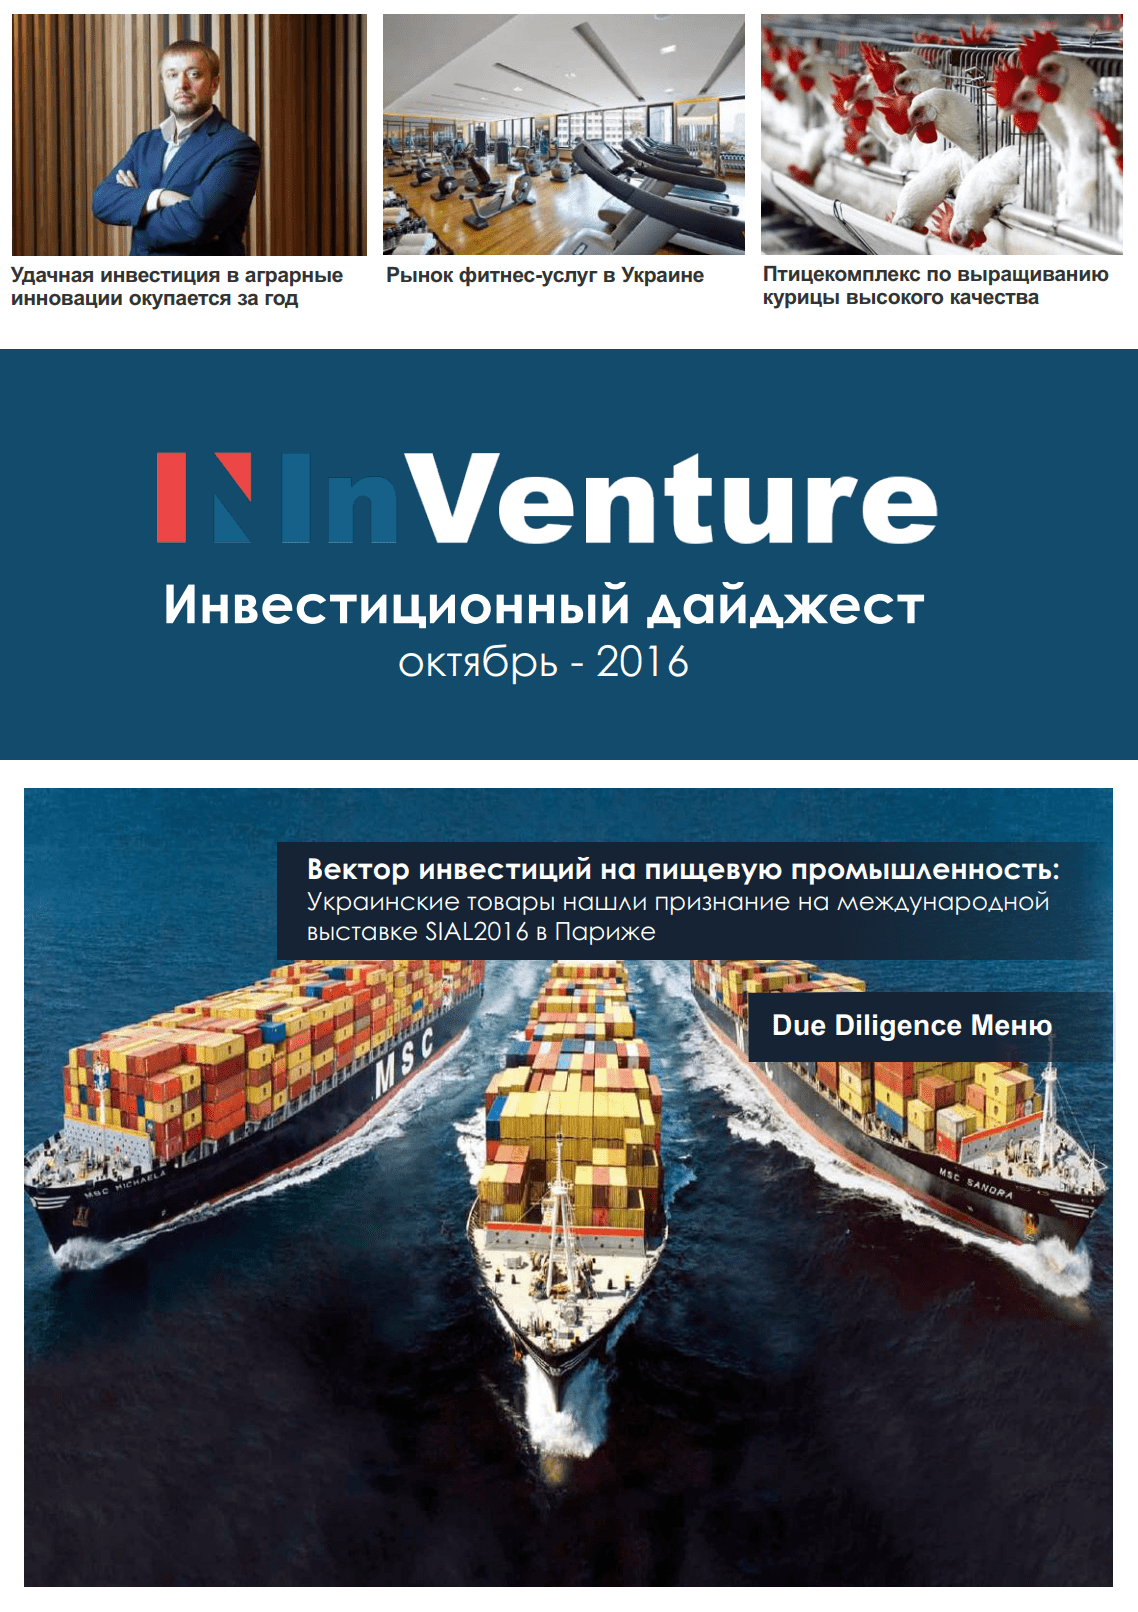 Удачная инвестиция в аграрные
инновации окупается за год
Рынок фитнес-услуг в Украине
Птицекомплекс по выращиванию
курицы высокого качества
InVenture
Инвестиционный дайджест
октябрь - 2016
Вектор инвестиций на пищевую промышленность:
Украинские товары нашли признание на международной
выставке SIAL2016 в Париже
Due Diligence Меню
MSC
MSC MICHAELA
MSC SANDRA